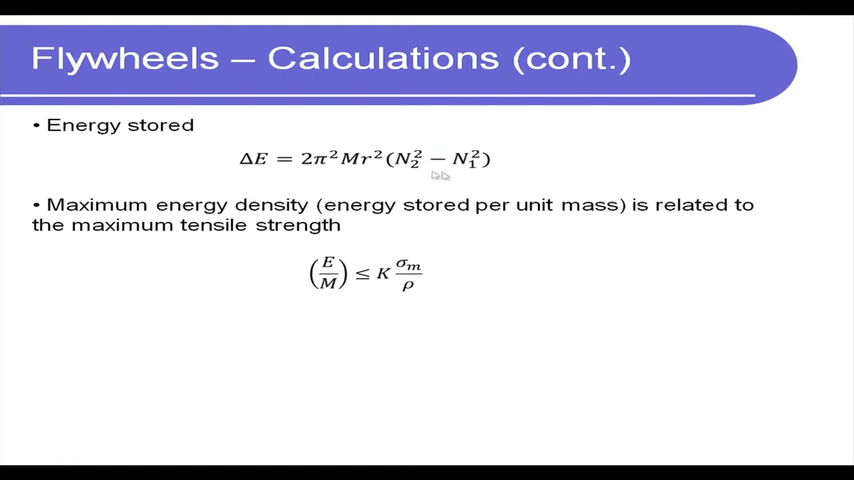 Flywheels – Calculations (cont.)
• Energy stored
ΔE = 2π²Mr²(N₂² − N₁²)
• Maximum energy density (energy stored per unit mass) is related to
the maximum tensile strength
(E/M) ≤ K σₘ/ρ